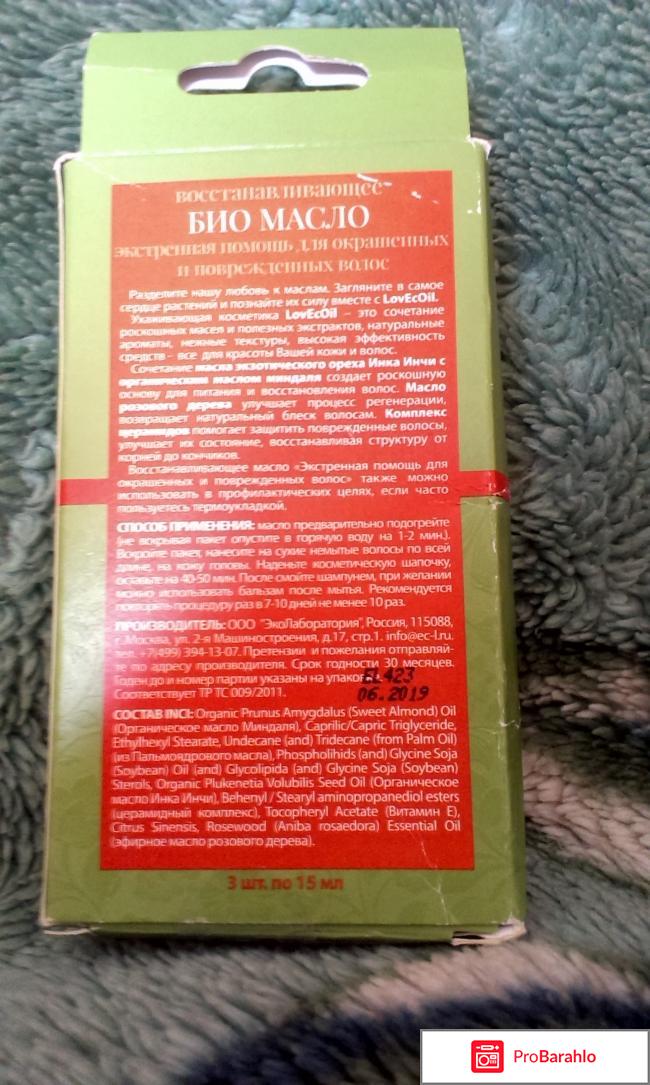 восстанавливающее
БИО МАСЛО
экстренная помощь для окрашенных
и поврежденных волос
Разделите нашу любовь к маслам. Загляните в самое
сердце растений и познайте их силу вместе с LovEcOil.
Ухаживающая косметика LovEcOil – это сочетание
роскошных масел и полезных экстрактов, натуральные
ароматы, нежные текстуры, высокая эффективность
средств - все для красоты Вашей кожи и волос.
Сочетание масла экзотического ореха Инка Инчи с
органическим маслом миндаля создает роскошную
основу для питания и восстановления волос. Масло
розового дерева улучшает процесс регенерации,
возвращает натуральный блеск волосам. Комплекс
церамидов помогает защитить поврежденные волосы,
улучшает их состояние, восстанавливая структуру от
корней до кончиков.
Восстанавливающее масло «Экстренная помощь для
окрашенных и поврежденных волос» также можно
использовать в профилактических целях, если часто
пользуетесь термоукладкой.
СПОСОБ ПРИМЕНЕНИЯ: масло предварительно подогрейте
(не вскрывая пакет опустите в горячую воду на 1-2 мин.).
Вскройте пакет, нанесите на сухие немытые волосы по всей
длине, на кожу головы. Наденьте косметическую шапочку,
оставьте на 40-50 мин. После смойте шампунем, при желании
можно использовать бальзам после мытья. Рекомендуется
повторять процедуру раз в 7-10 дней не менее 10 раз.
ПРОИЗВОДИТЕЛЬ: ООО "ЭкоЛаборатория", Россия, 115088,
г. Москва, ул. 2-я Машиностроения, д.17, стр.1. info@ec-l.ru.
тел. +7(499) 394-13-07. Претензии и пожелания отправляй-
те по адресу производителя. Срок годности 30 месяцев.
Годен до и номер партии указаны на упаковке.
Соответствует ТР ТС 009/2011.
EL423
06.2019
СОСТАВ INCI: Organic Prunus Amygdalus (Sweet Almond) Oil
(Органическое масло Миндаля), Caprilic/Capric Triglyceride,
Ethylhexyl Stearate, Undecane (and) Tridecane (from Palm Oil)
(из Пальмоядрового масла), Phospholihids (and) Glycine Soja
(Soybean) Oil (and) Glycolipida (and) Glycine Soja (Soybean)
Sterols, Organic Plukenetia Volubilis Seed Oil (Органическое
масло Инка Инчи), Behenyl / Stearyl aminopropanediol esters
(церамидный комплекс), Tocopheryl Acetate (Витамин Е),
Citrus Sinensis, Rosewood (Aniba rosaedora) Essential Oil
(эфирное масло розового дерева).
3 шт. по 15 мл
ProBarahlo